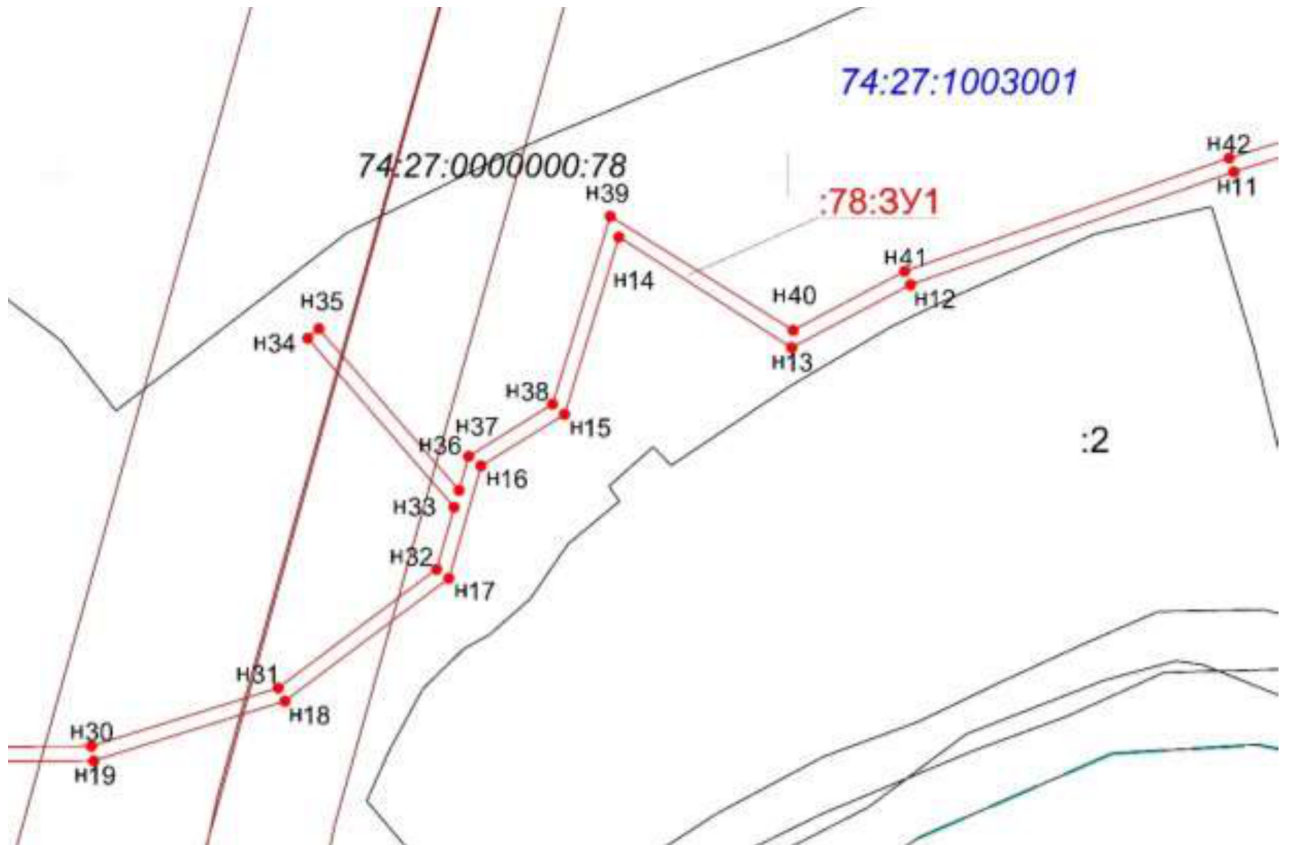 74:27:1003001
н42
74:27:0000000:78
н11
:78:ЗУ1
н39
н14
н41
н12
н35
н34
н40
н13
н38
н37
н15
н36
:2
н16
н33
н32
н17
н31
н18
н30
н19